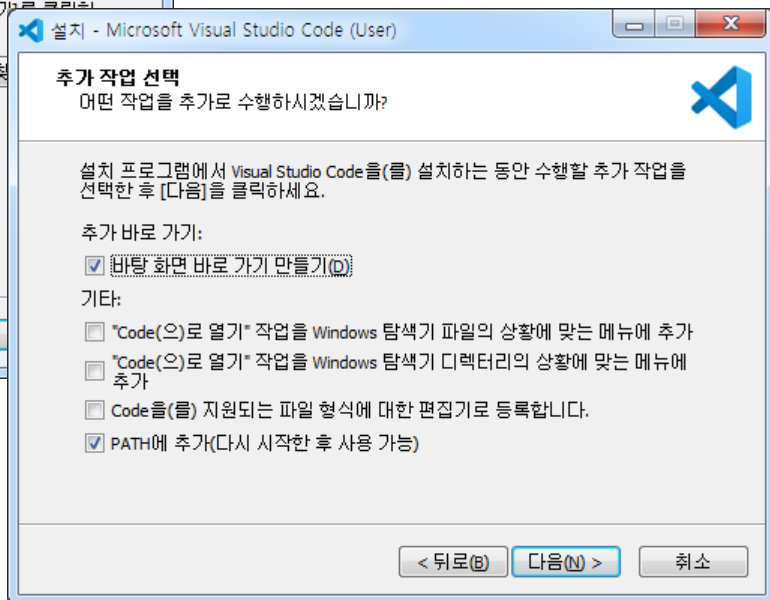 설치 - Microsoft Visual Studio Code (User)
추가 작업 선택
어떤 작업을 추가로 수행하시겠습니까?
설치 프로그램에서 Visual Studio Code을(를) 설치하는 동안 수행할 추가 작업을
선택한 후 [다음]을 클릭하세요.
추가 바로 가기:
바탕 화면 바로 가기 만들기(D)
기타:
"Code(으)로 열기" 작업을 Windows 탐색기 파일의 상황에 맞는 메뉴에 추가
"Code(으)로 열기" 작업을 Windows 탐색기 디렉터리의 상황에 맞는 메뉴에
추가
Code을(를) 지원되는 파일 형식에 대한 편집기로 등록합니다.
PATH에 추가(다시 시작한 후 사용 가능)
< 뒤로(B)
다음(N) >
취소